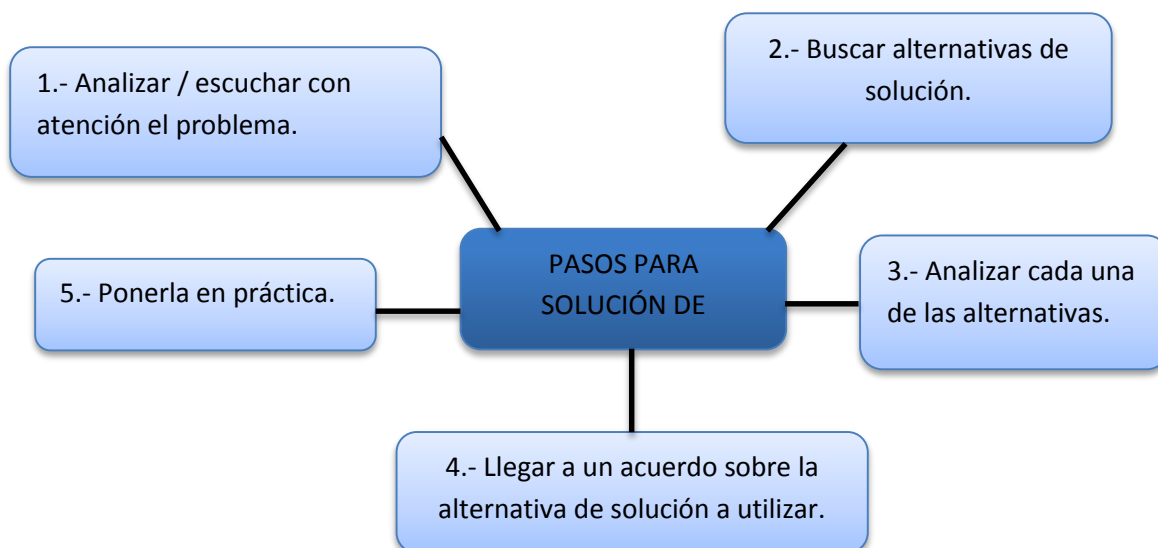 1.- Analizar / escuchar con
atención el problema.
2.- Buscar alternativas de
solución.
PASOS PARA
SOLUCIÓN DE
3.- Analizar cada una
de las alternativas.
5.- Ponerla en práctica.
4.- Llegar a un acuerdo sobre la
alternativa de solución a utilizar.